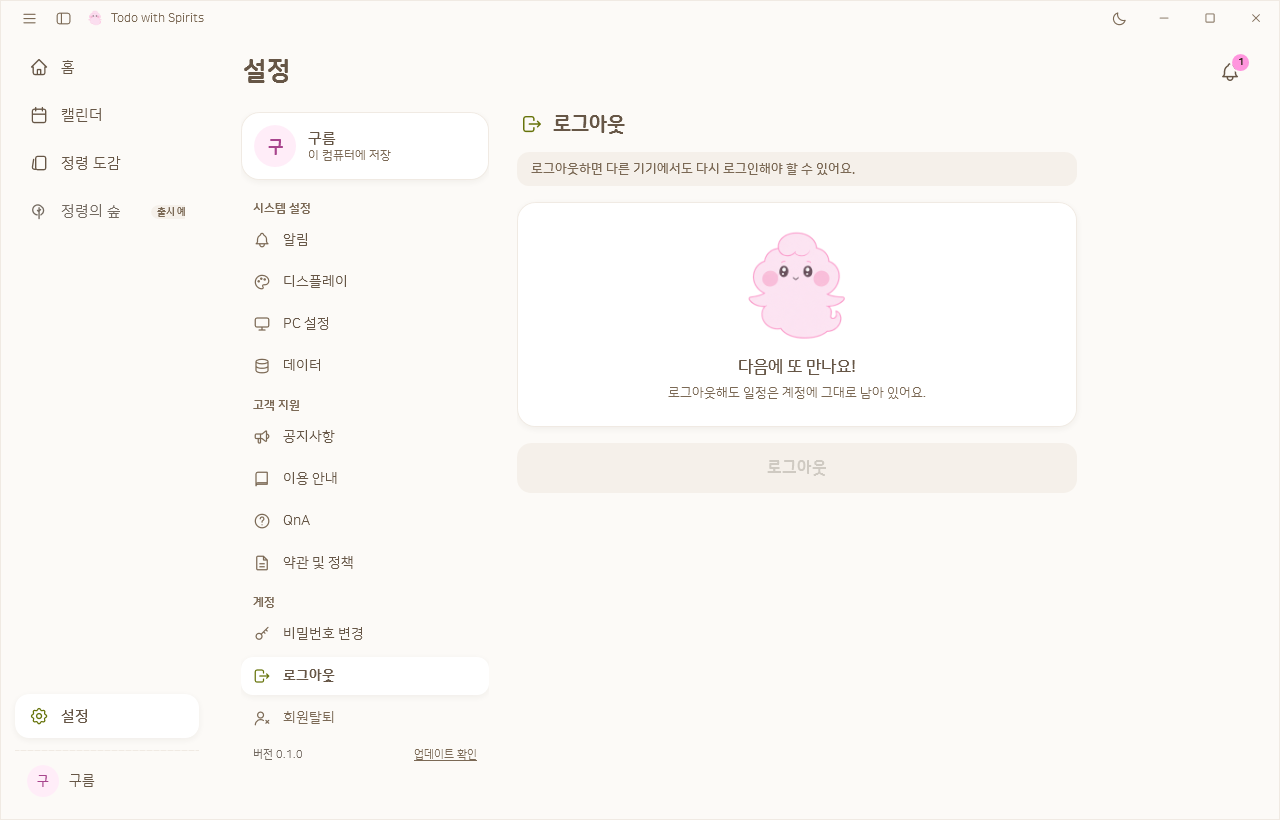 Todo with Spirits
홈
캘린더
정령 도감
정령의 숲
출시 예
설정
구
구름
설정
1
구
구름
이 컴퓨터에 저장
시스템 설정
알림
디스플레이
PC 설정
데이터
고객 지원
공지사항
이용 안내
QnA
약관 및 정책
계정
비밀번호 변경
로그아웃
회원탈퇴
버전 0.1.0
업데이트 확인
로그아웃
로그아웃하면 다른 기기에서도 다시 로그인해야 할 수 있어요.
다음에 또 만나요!
로그아웃해도 일정은 계정에 그대로 남아 있어요.
로그아웃